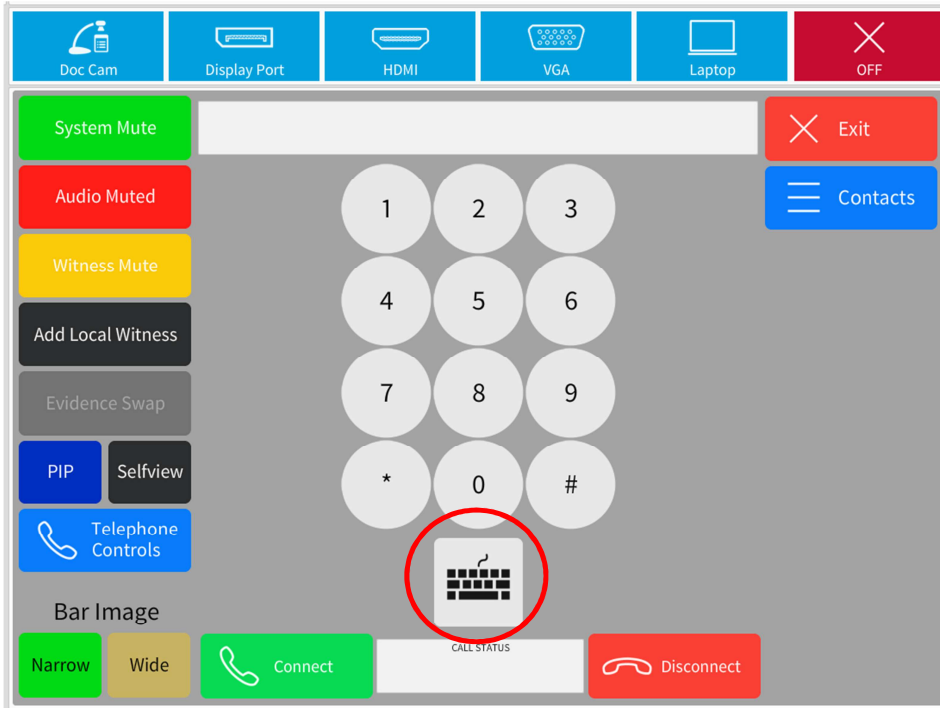 Doc Cam
Display Port
HDMI
VGA
Laptop
OFF
System Mute
Exit
Audio Muted
1
2
3
Contacts
Witness Mute
4
5
6
Add Local Witness
7
8
9
Evidence Swap
PIP
Selfview
*
0
#
Telephone
Controls
Bar Image
Narrow
Wide
Connect
CALL STATUS
Disconnect